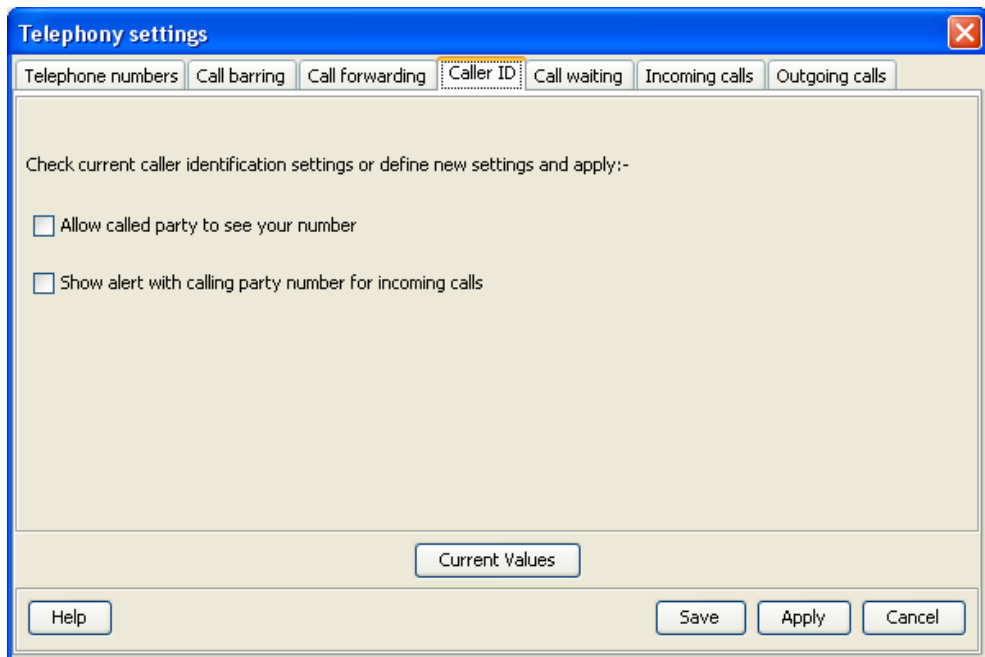 Telephony settings
Telephone numbers Call barring Call forwarding Caller ID Call waiting Incoming calls Outgoing calls
Check current caller identification settings or define new settings and apply:-
Allow called party to see your number
Show alert with calling party number for incoming calls
Current Values
Help Save Apply Cancel